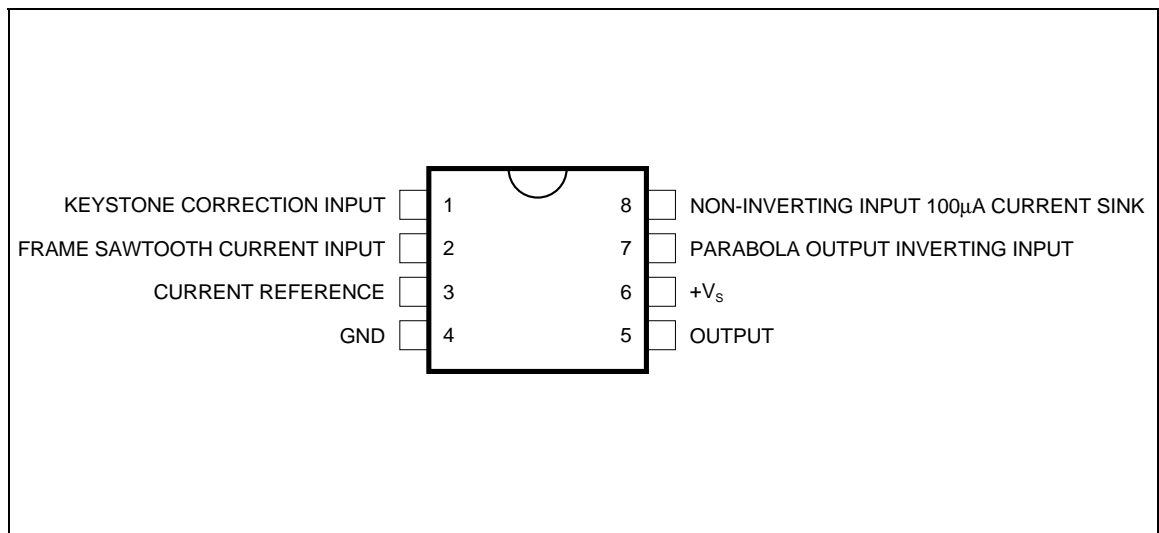 KEYSTONE CORRECTION INPUT 1 8 NON-INVERTING INPUT 100μA CURRENT SINK
FRAME SAWTOOTH CURRENT INPUT 2 7 PARABOLA OUTPUT INVERTING INPUT
CURRENT REFERENCE 3 6 +Vs
GND 4 5 OUTPUT